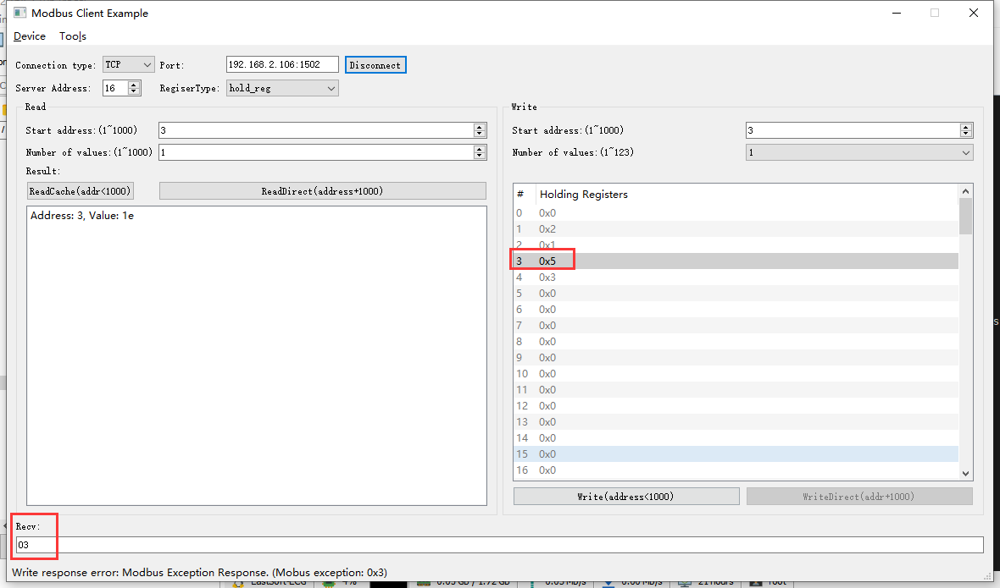 Modbus Client Example
Device Tools
Connection type: TCP Port: 192.168.2.106:1502 Disconnect
Server Address: 16 RegiserType: hold_reg
Read
Start address:(1~1000) 3
Number of values:(1~1000) 1
Result:
ReadCache(addr<1000) ReadDirect(address+1000)
Address: 3, Value: 1e
Write
Start address:(1~1000) 3
Number of values:(1~123) 1
# Holding Registers
0 0x0
1 0x2
2 0x1
3 0x5
4 0x3
5 0x0
6 0x0
7 0x0
8 0x0
9 0x0
10 0x0
11 0x0
12 0x0
13 0x0
14 0x0
15 0x0
16 0x0
Write(address<1000) WriteDirect(addr+1000)
Recv:
03
Write response error: Modbus Exception Response. (Mobus exception: 0x3)